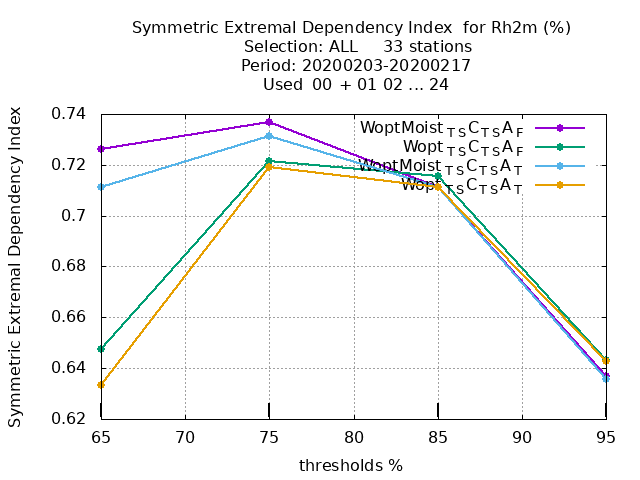 Symmetric Extremal Dependency Index for Rh2m (%)
Selection: ALL 33 stations
Period: 20200203-20200217
Used 00 + 01 02 ... 24
Symmetric Extremal Dependency Index
0.74
0.72
0.7
0.68
0.66
0.64
0.62
WoptMoist TS C TS A F
Wopt TS C TS A F
WoptMoist TS C TS A T
Wopt TS C TS A T
65 70 75 80 85 90 95
thresholds %